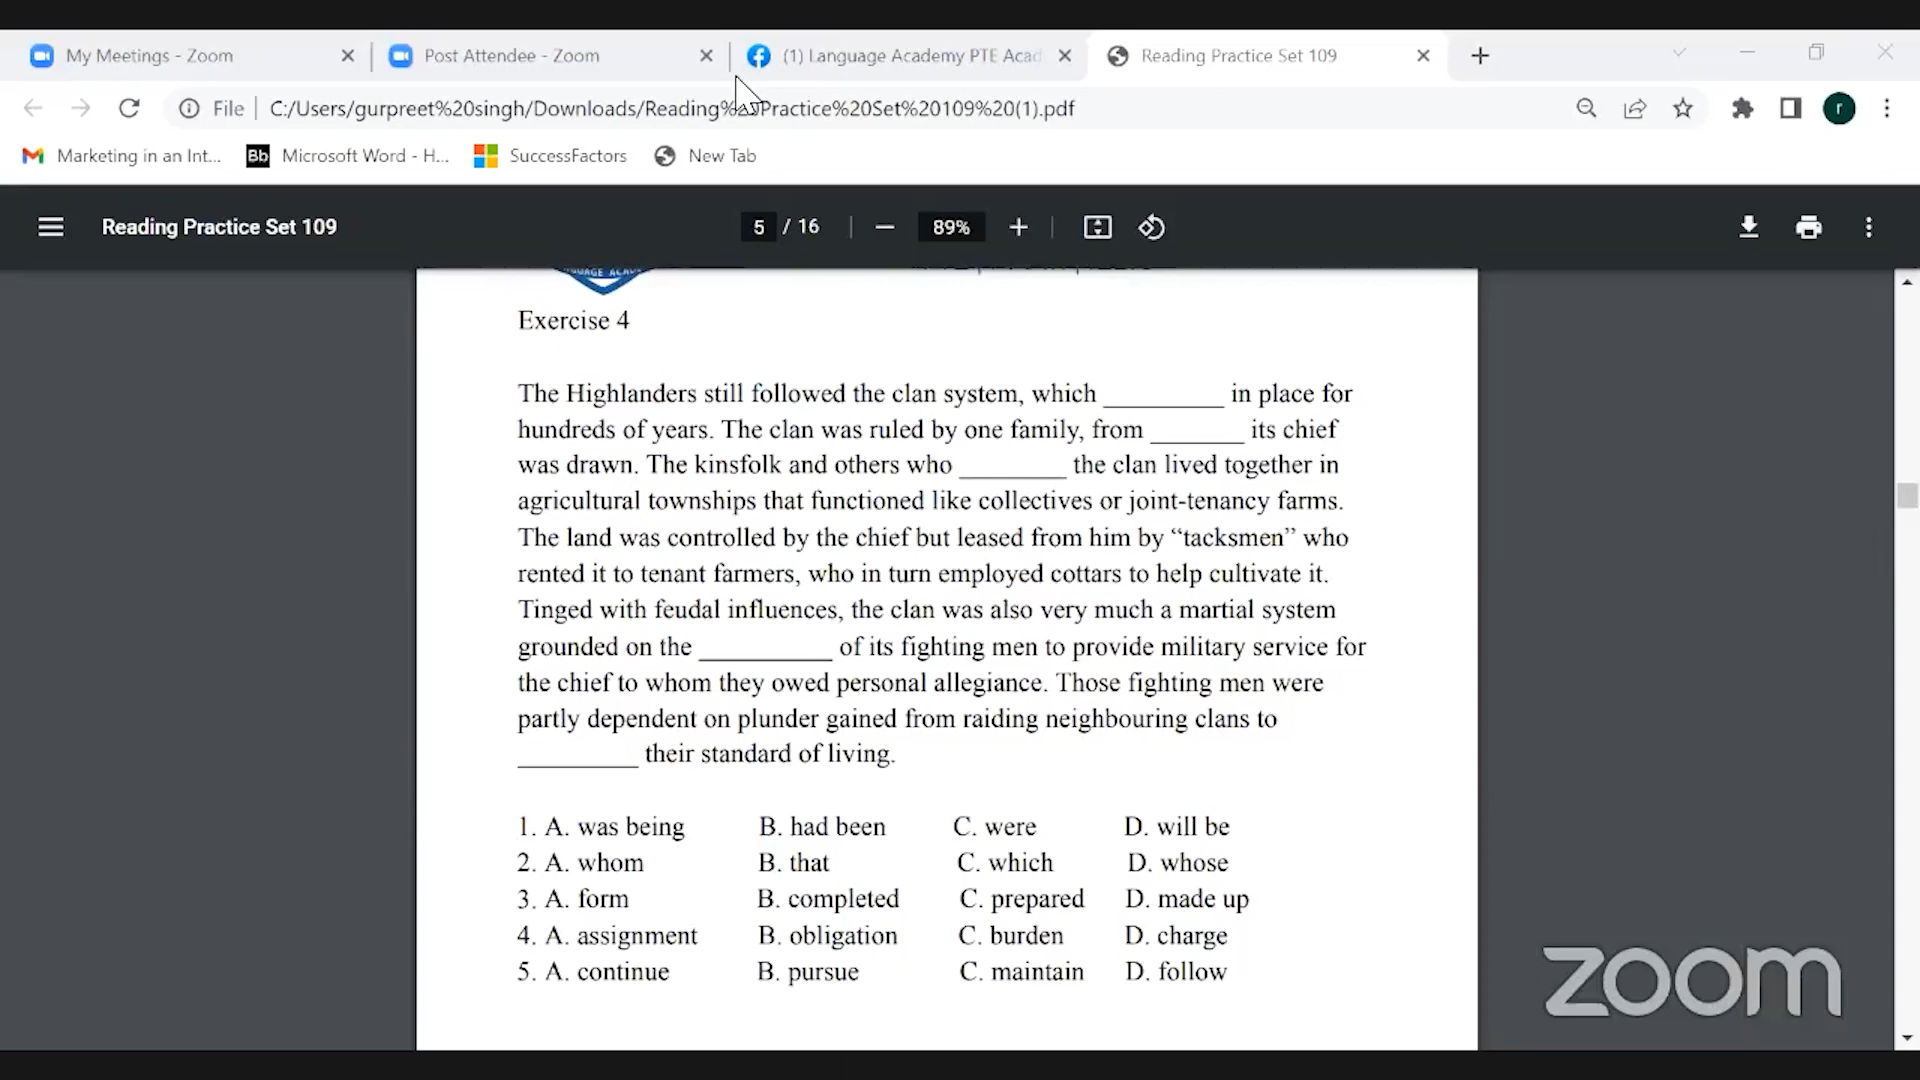 My Meetings - Zoom
Post Attendee - Zoom
(1) Language Academy PTE Acad
Reading Practice Set 109
File C:/Users/gurpreet%20singh/Downloads/Reading%20Practice%20Set%20109%20(1).pdf
r
Marketing in an Int...
Bb Microsoft Word - H...
SuccessFactors
New Tab
Reading Practice Set 109
5 / 16
89%
Exercise 4
The Highlanders still followed the clan system, which _________ in place for
hundreds of years. The clan was ruled by one family, from _______ its chief
was drawn. The kinsfolk and others who ________ the clan lived together in
agricultural townships that functioned like collectives or joint-tenancy farms.
The land was controlled by the chief but leased from him by “tacksmen” who
rented it to tenant farmers, who in turn employed cottars to help cultivate it.
Tinged with feudal influences, the clan was also very much a martial system
grounded on the __________ of its fighting men to provide military service for
the chief to whom they owed personal allegiance. Those fighting men were
partly dependent on plunder gained from raiding neighbouring clans to
_________ their standard of living.
1. A. was being B. had been C. were D. will be
2. A. whom B. that C. which D. whose
3. A. form B. completed C. prepared D. made up
4. A. assignment B. obligation C. burden D. charge
5. A. continue B. pursue C. maintain D. follow
zoom